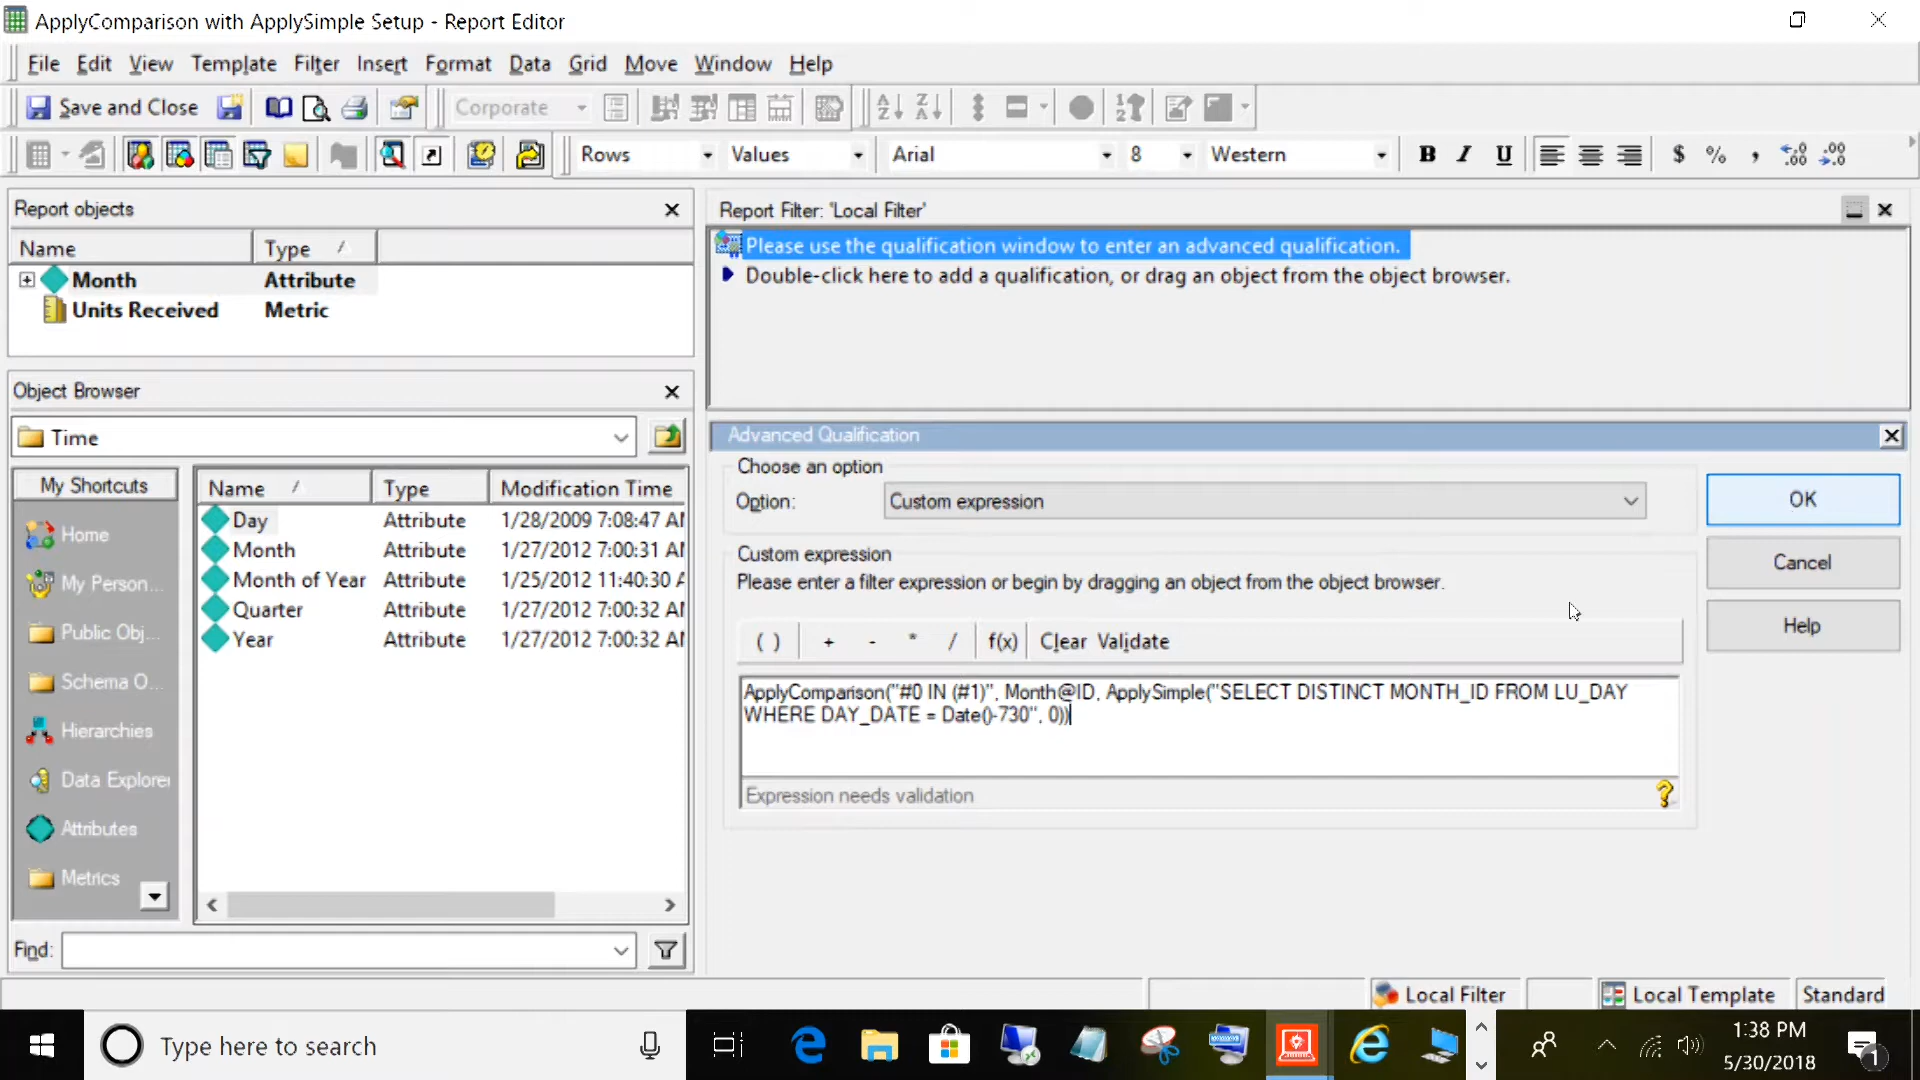 ApplyComparison with ApplySimple Setup - Report Editor
File Edit View Template Filter Insert Format Data Grid Move Window Help
Save and Close Corporate
Rows Values Arial 8 Western B I U $ % , .00 .00
Report objects
Name Type
Month Attribute
Units Received Metric
Report Filter: 'Local Filter'
Please use the qualification window to enter an advanced qualification.
Double-click here to add a qualification, or drag an object from the object browser.
Object Browser
Time
My Shortcuts
Home
My Person...
Public Obj...
Schema O...
Hierarchies
Data Explorer
Attributes
Metrics
Name Type Modification Time
Day Attribute 1/28/2009 7:08:47 AM
Month Attribute 1/27/2012 7:00:31 AM
Month of Year Attribute 1/25/2012 11:40:30 A
Quarter Attribute 1/27/2012 7:00:32 AM
Year Attribute 1/27/2012 7:00:32 AM
Find:
Advanced Qualification
Choose an option
Option: Custom expression
OK
Cancel
Help
Custom expression
Please enter a filter expression or begin by dragging an object from the object browser.
( ) + - * / f(x) Clear Validate
ApplyComparison("#0 IN (#1)", Month@ID, ApplySimple("SELECT DISTINCT MONTH_ID FROM LU_DAY
WHERE DAY_DATE = Date()-730", 0))
Expression needs validation
Local Filter Local Template Standard
Type here to search
1:38 PM
5/30/2018
1